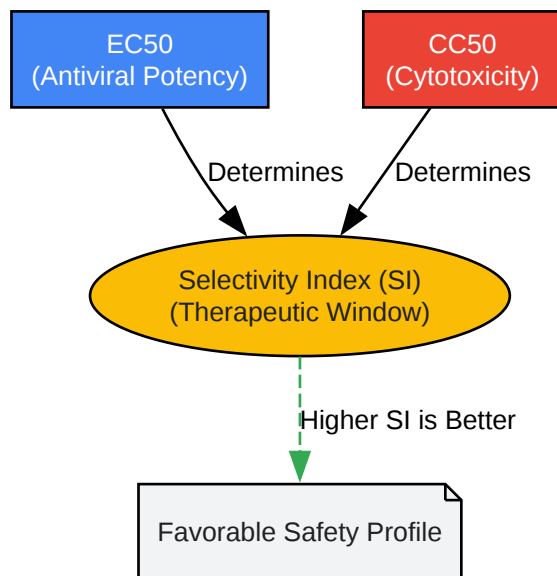 EC50
(Antiviral Potency)
CC50
(Cytotoxicity)
Determines
Determines
Selectivity Index (SI)
(Therapeutic Window)
Higher SI is Better
Favorable Safety Profile